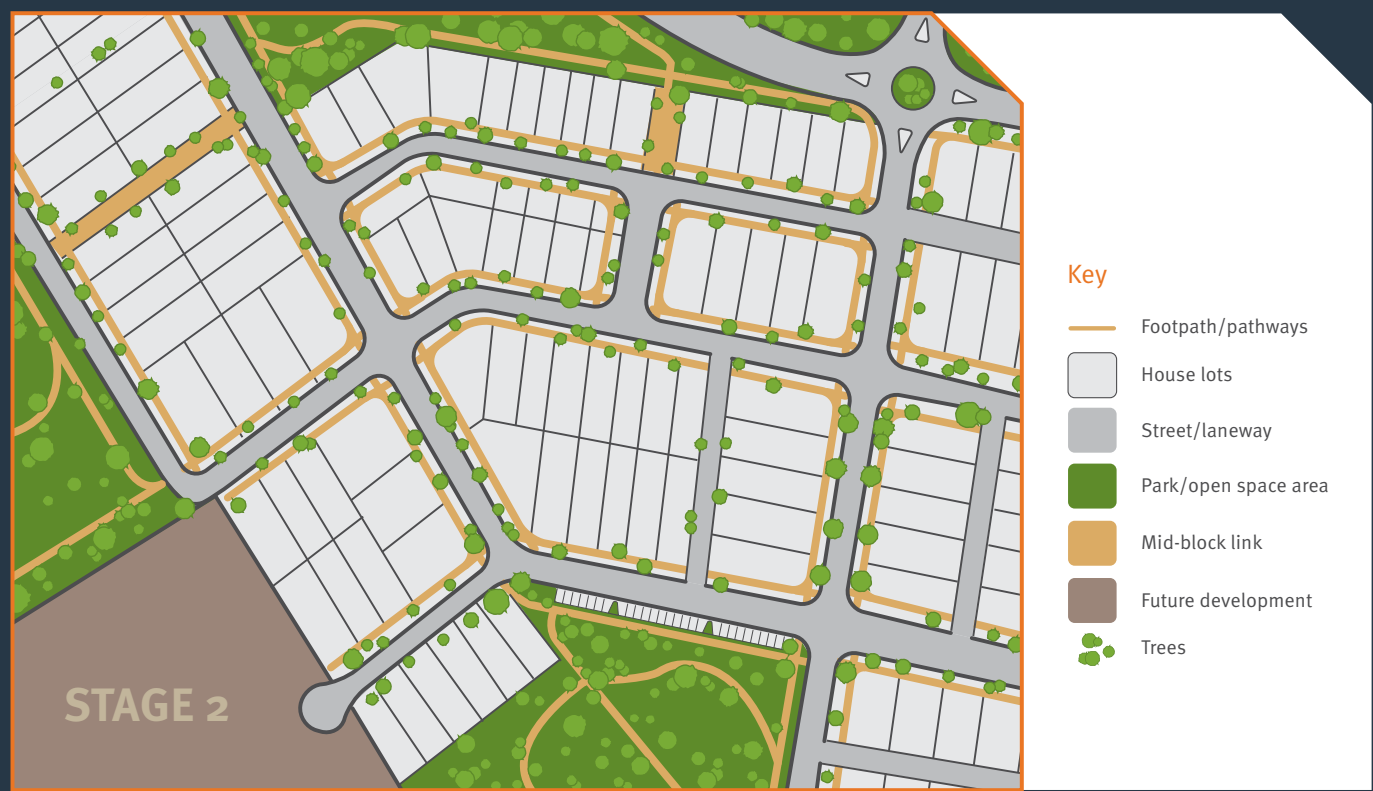 Key
Footpath/pathways
House lots
Street/laneway
Park/open space area
Mid-block link
Future development
Trees
STAGE 2